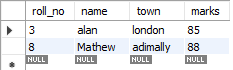 roll_no name town marks
3 alan london 85
8 Mathew adimally 88
NULL NULL NULL NULL